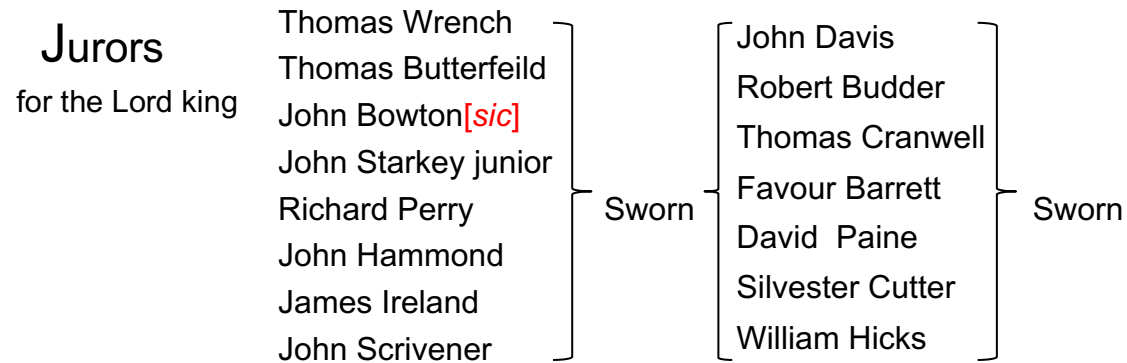 Jurors
for the Lord king
Thomas Wrench
Thomas Butterfeild
John Bowton[sic]
John Starkey junior
Richard Perry
John Hammond
James Ireland
John Scrivener
Sworn
John Davis
Robert Budder
Thomas Cranwell
Favour Barrett
David Paine
Silvester Cutter
William Hicks
Sworn